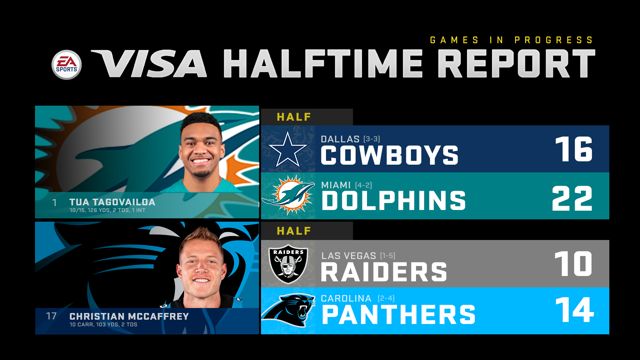 GAMES IN PROGRESS
EA SPORTS VISA HALFTIME REPORT
HALF
DALLAS (3-3)
COWBOYS 16
MIAMI (4-2)
DOLPHINS 22
1 TUA TAGOVAILOA
10/15, 126 YDS, 2 TDS, 1 INT
HALF
RAIDERS
LAS VEGAS (1-5)
RAIDERS 10
CAROLINA (2-4)
PANTHERS 14
17 CHRISTIAN MCCAFFREY
10 CARR, 103 YDS, 2 TDS